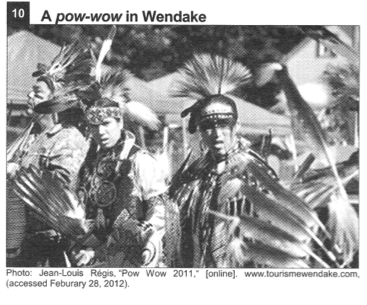 10
A pow-wow in Wendake
Photo: Jean-Louis Régis, "Pow Wow 2011," [online]. www.tourismewendake.com,
(accessed Feburary 28, 2012).